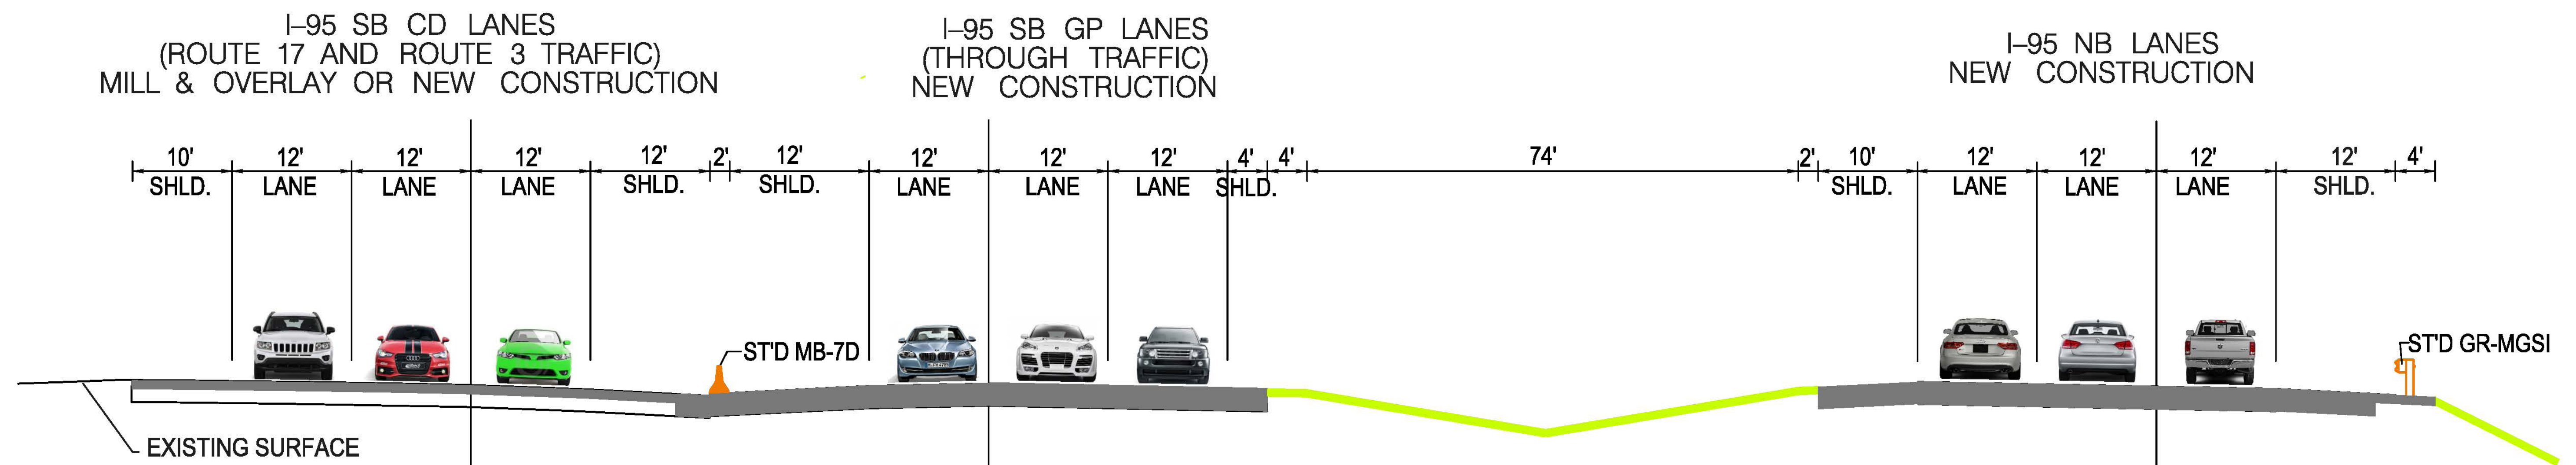 I–95 SB CD LANES
(ROUTE 17 AND ROUTE 3 TRAFFIC)
MILL & OVERLAY OR NEW CONSTRUCTION
I–95 SB GP LANES
(THROUGH TRAFFIC)
NEW CONSTRUCTION
I–95 NB LANES
NEW CONSTRUCTION
10' 12' 12' 12' 12' 2' 12' 12' 12' 12' 4' 4' 74' 2' 10' 12' 12' 12' 12' 4'
SHLD. LANE LANE LANE SHLD. SHLD. LANE LANE LANE SHLD. SHLD. LANE LANE LANE SHLD.
ST'D MB-7D
ST'D GR-MGSI
EXISTING SURFACE